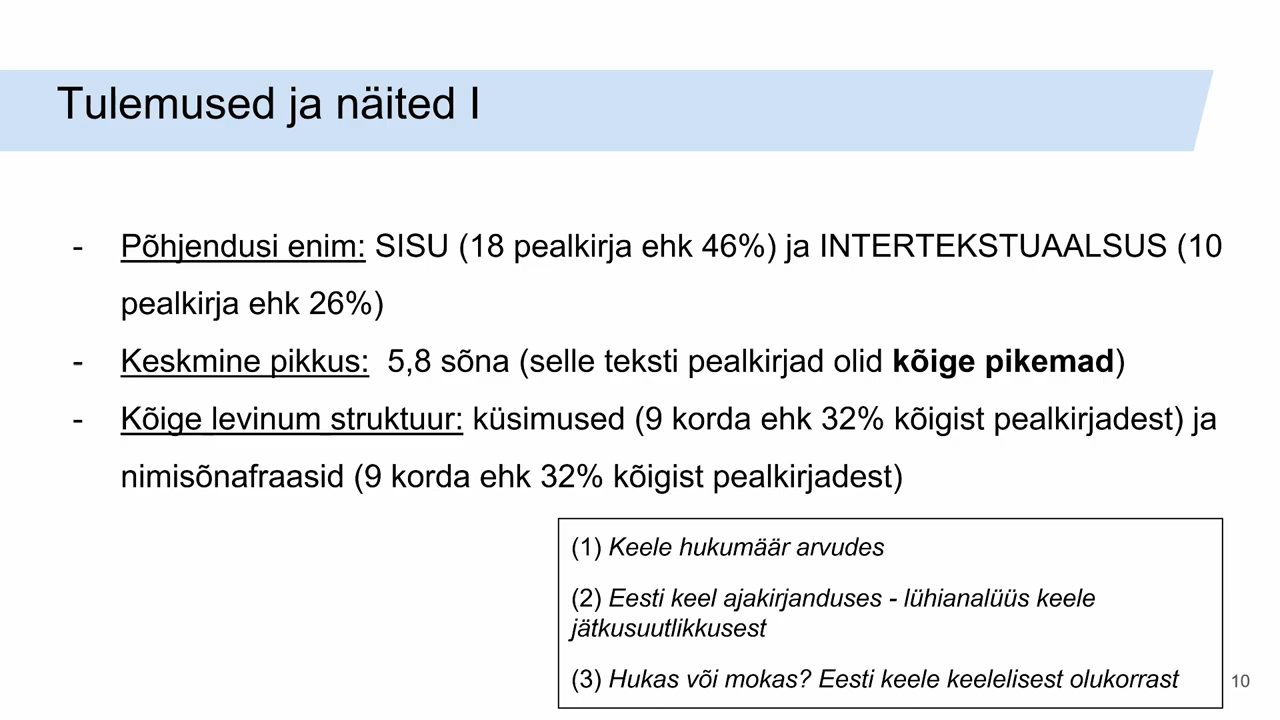 Tulemused ja näited I
- Põhjendusi enim: SISU (18 pealkirja ehk 46%) ja INTERTEKSTUAALSUS (10
pealkirja ehk 26%)
- Keskmine pikkus: 5,8 sõna (selle teksti pealkirjad olid kõige pikemad)
- Kõige levinum struktuur: küsimused (9 korda ehk 32% kõigist pealkirjadest) ja
nimisõnafraasid (9 korda ehk 32% kõigist pealkirjadest)
(1) Keele hukumäär arvudes
(2) Eesti keel ajakirjanduses - lühianalüüs keele
jätkusuutlikkusest
(3) Hukas või mokas? Eesti keele keelelisest olukorrast
10